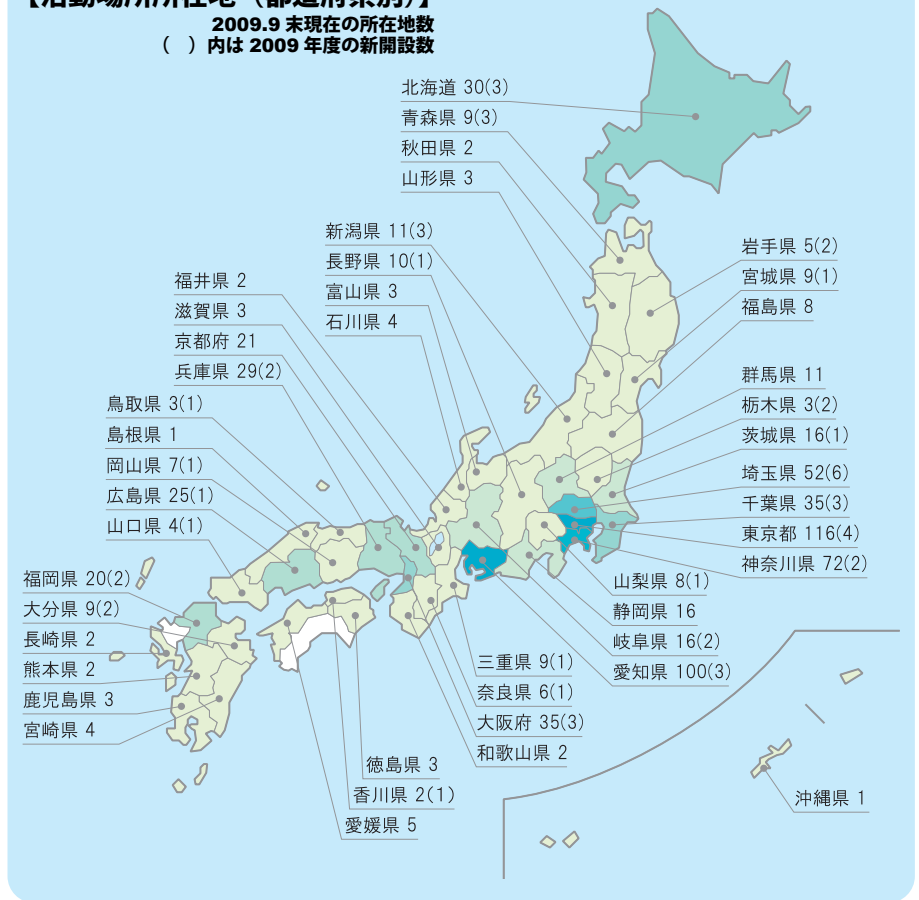 【活動場所所在地（都道府県別）】
2009.9 末現在の所在地数
（　）内は 2009 年度の新開設数
北海道 30(3)
青森県 9(3)
秋田県 2
山形県 3
新潟県 11(3)
長野県 10(1)
富山県 3
石川県 4
福井県 2
滋賀県 3
京都府 21
兵庫県 29(2)
鳥取県 3(1)
島根県 1
岡山県 7(1)
広島県 25(1)
山口県 4(1)
福岡県 20(2)
大分県 9(2)
長崎県 2
熊本県 2
鹿児島県 3
宮崎県 4
岩手県 5(2)
宮城県 9(1)
福島県 8
群馬県 11
栃木県 3(2)
茨城県 16(1)
埼玉県 52(6)
千葉県 35(3)
東京都 116(4)
神奈川県 72(2)
山梨県 8(1)
静岡県 16
岐阜県 16(2)
愛知県 100(3)
三重県 9(1)
奈良県 6(1)
大阪府 35(3)
和歌山県 2
徳島県 3
香川県 2(1)
愛媛県 5
沖縄県 1